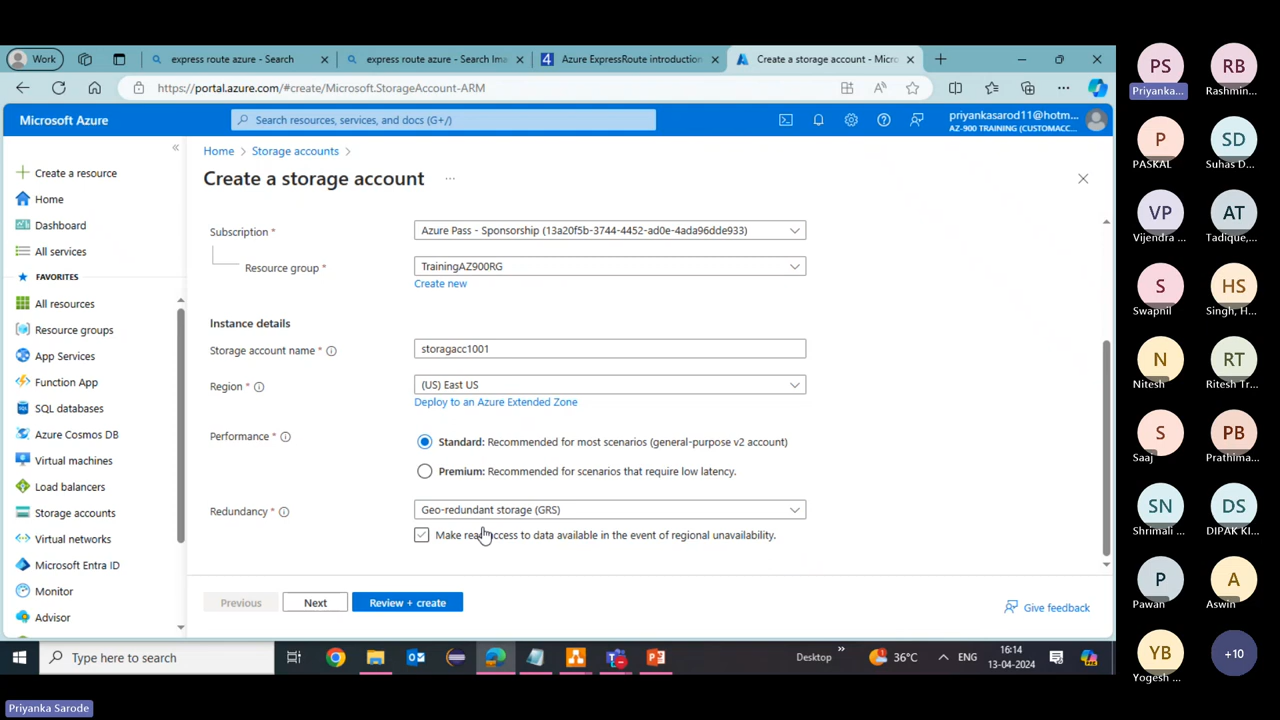 Work
express route azure - Search
express route azure - Search Ima
Azure ExpressRoute introduction
Create a storage account - Micro
https://portal.azure.com/#create/Microsoft.StorageAccount-ARM
Microsoft Azure
Search resources, services, and docs (G+/)
priyankasarod11@hotm...
AZ-900 TRAINING (CUSTOMACC...
Home > Storage accounts >
Create a storage account ...
Create a resource
Home
Dashboard
All services
FAVORITES
All resources
Resource groups
App Services
Function App
SQL databases
Azure Cosmos DB
Virtual machines
Load balancers
Storage accounts
Virtual networks
Microsoft Entra ID
Monitor
Advisor
Subscription *
Azure Pass - Sponsorship (13a20f5b-3744-4452-ad0e-4ada96dde933)
Resource group *
TrainingAZ900RG
Create new
Instance details
Storage account name *
storagacc1001
Region *
(US) East US
Deploy to an Azure Extended Zone
Performance *
Standard: Recommended for most scenarios (general-purpose v2 account)
Premium: Recommended for scenarios that require low latency.
Redundancy *
Geo-redundant storage (GRS)
Make read access to data available in the event of regional unavailability.
Previous
Next
Review + create
Give feedback
Type here to search
Desktop
36°C
ENG
16:14
13-04-2024
PS
Priyanka...
RB
Rashmin...
P
PASKAL
SD
Suhas D...
VP
Vijendra ...
AT
Tadique,...
S
Swapnil
HS
Singh, H...
N
Nitesh
RT
Ritesh Tr...
S
Saaj
PB
Prathima...
SN
Shrimali ...
DS
DIPAK KI...
P
Pawan
A
Aswin
YB
Yogesh ...
+10
Priyanka Sarode